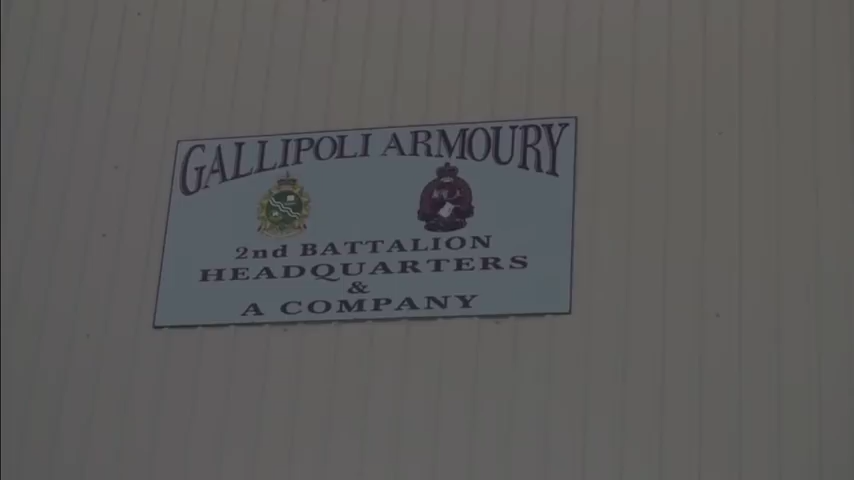 GALLIPOLI ARMOURY
2nd BATTALION
HEADQUARTERS
&
A COMPANY